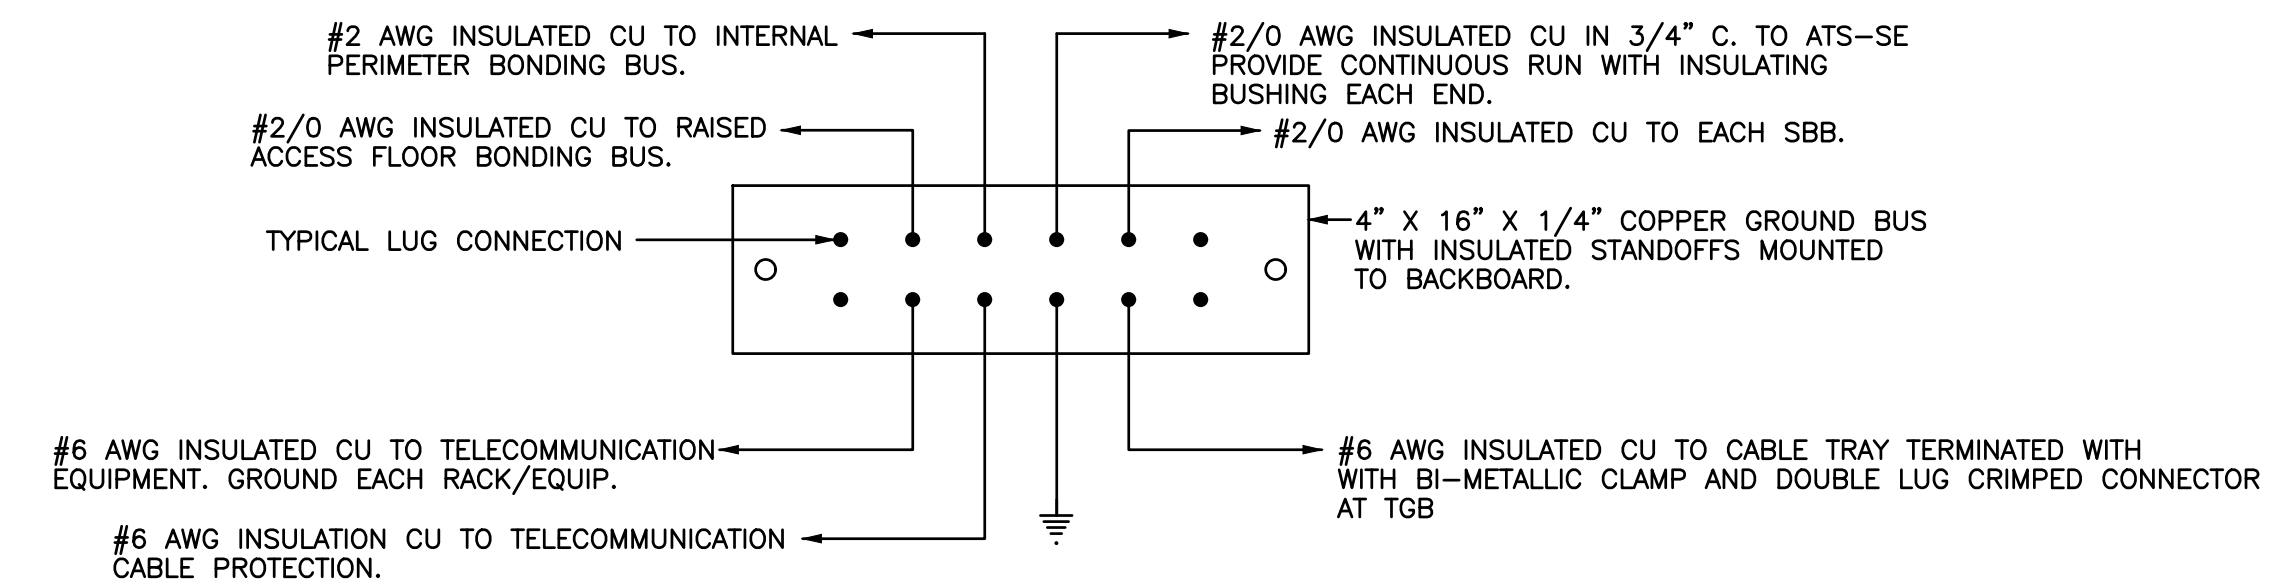 #2 AWG INSULATED CU TO INTERNAL
PERIMETER BONDING BUS.
#2/0 AWG INSULATED CU IN 3/4" C. TO ATS-SE
PROVIDE CONTINUOUS RUN WITH INSULATING
BUSHING EACH END.
#2/0 AWG INSULATED CU TO RAISED
ACCESS FLOOR BONDING BUS.
#2/0 AWG INSULATED CU TO EACH SBB.
TYPICAL LUG CONNECTION
4" X 16" X 1/4" COPPER GROUND BUS
WITH INSULATED STANDOFFS MOUNTED
TO BACKBOARD.
#6 AWG INSULATED CU TO TELECOMMUNICATION
EQUIPMENT. GROUND EACH RACK/EQUIP.
#6 AWG INSULATED CU TO CABLE TRAY TERMINATED WITH
WITH BI-METALLIC CLAMP AND DOUBLE LUG CRIMPED CONNECTOR
AT TGB
#6 AWG INSULATION CU TO TELECOMMUNICATION
CABLE PROTECTION.